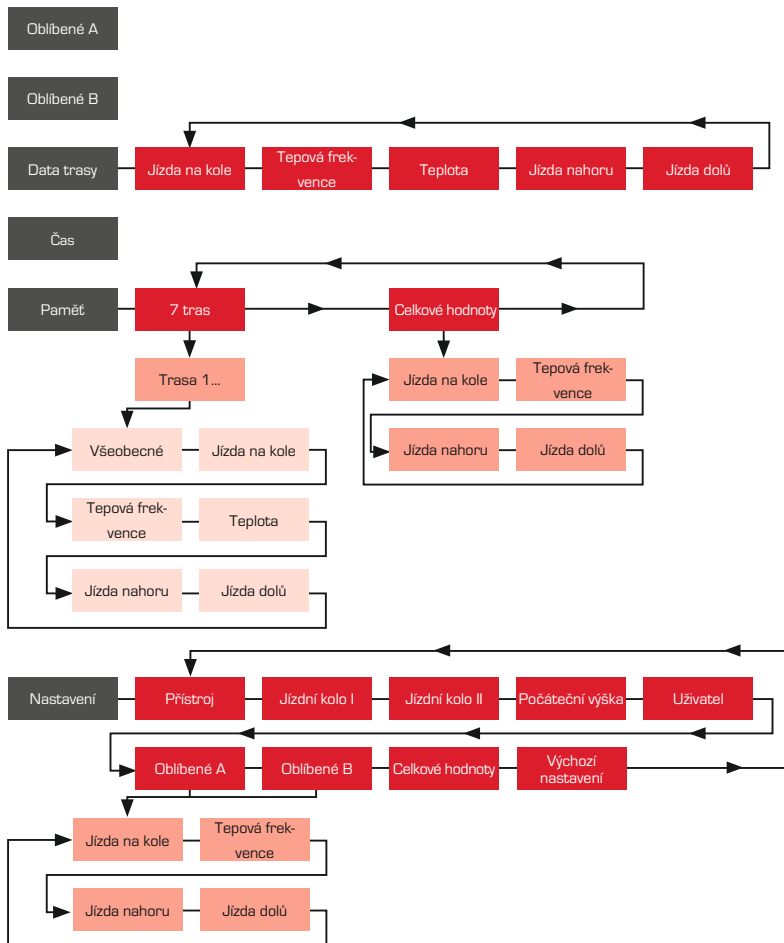 Oblíbené A
Oblíbené B
Data trasy
Jízda na kole
Tepová frek-
vence
Teplota
Jízda nahoru
Jízda dolů
Čas
Paměť
7 tras
Celkové hodnoty
Trasa 1...
Jízda na kole
Tepová frek-
vence
Všeobecné
Jízda na kole
Jízda nahoru
Jízda dolů
Tepová frek-
vence
Teplota
Jízda nahoru
Jízda dolů
Nastavení
Přístroj
Jízdní kolo I
Jízdní kolo II
Počáteční výška
Uživatel
Oblíbené A
Oblíbené B
Celkové hodnoty
Výchozí
nastavení
Jízda na kole
Tepová frek-
vence
Jízda nahoru
Jízda dolů